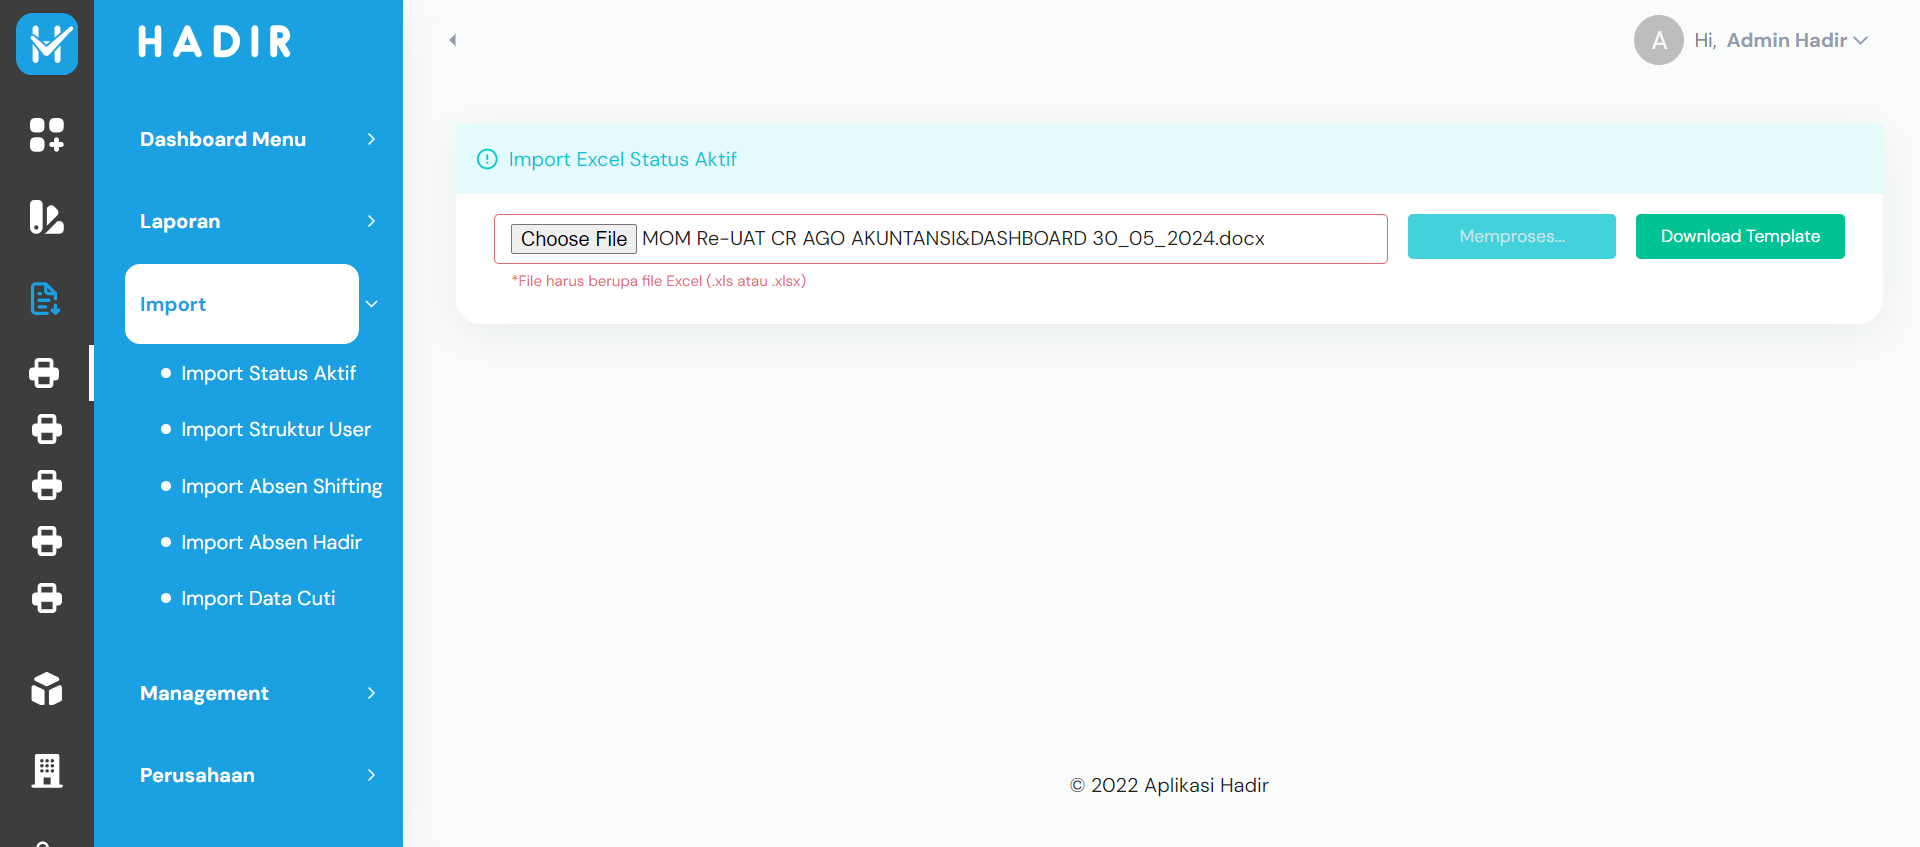 HADIR
Hi, Admin Hadir
A
Dashboard Menu
Laporan
Import
Import Status Aktif
Import Struktur User
Import Absen Shifting
Import Absen Hadir
Import Data Cuti
Management
Perusahaan
Import Excel Status Aktif
Choose File MOM Re-UAT CR AGO AKUNTANSI&DASHBOARD 30_05_2024.docx
Memproses...
Download Template
*File harus berupa file Excel (.xls atau .xlsx)
© 2022 Aplikasi Hadir